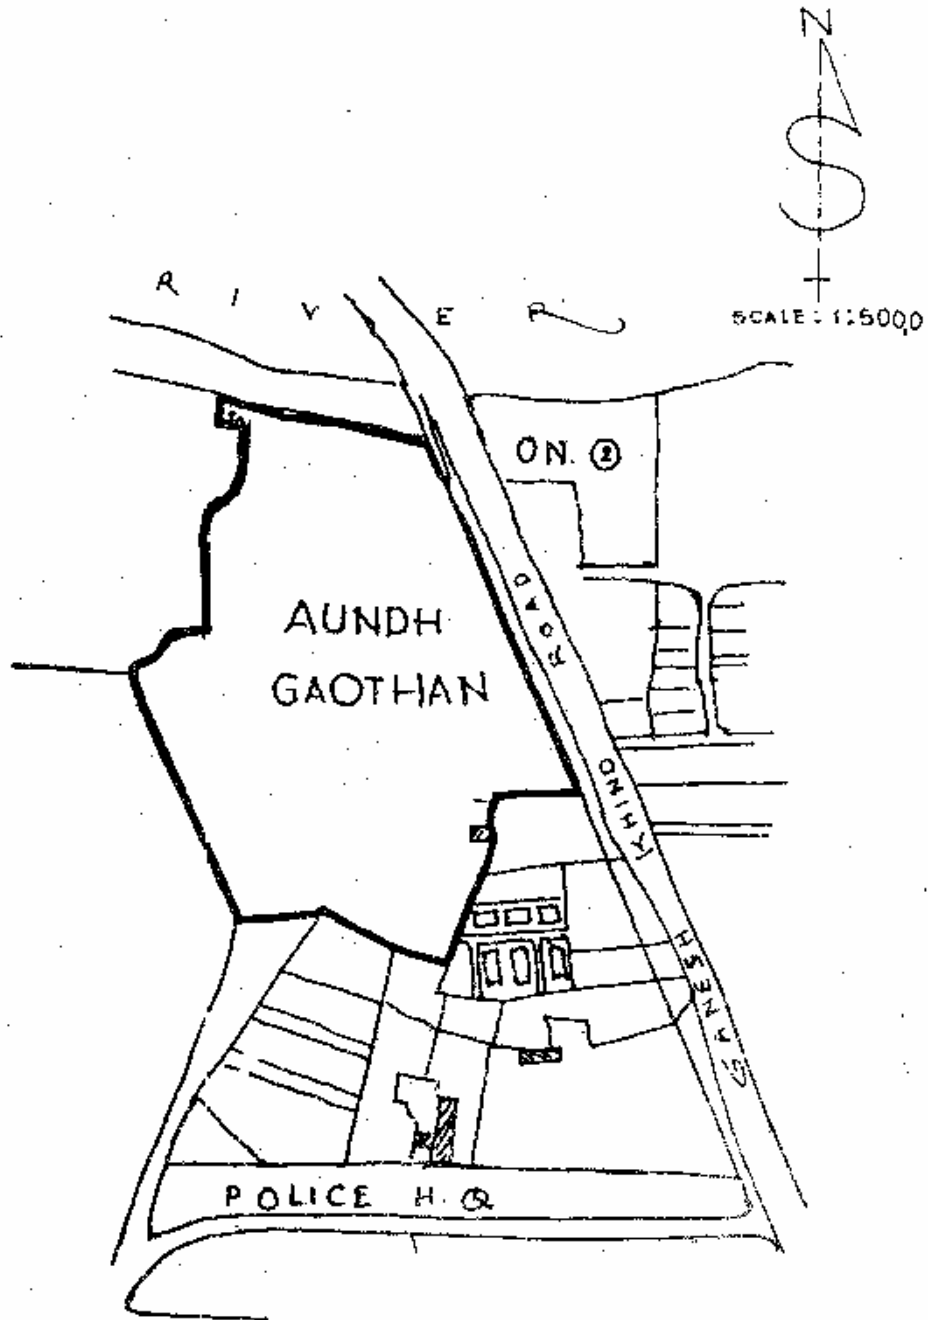 N
SCALE : 1:5000
RIVER
ON. ②
AUNDH
GAOTHAN
GANESH KHIND ROAD
POLICE H.Q